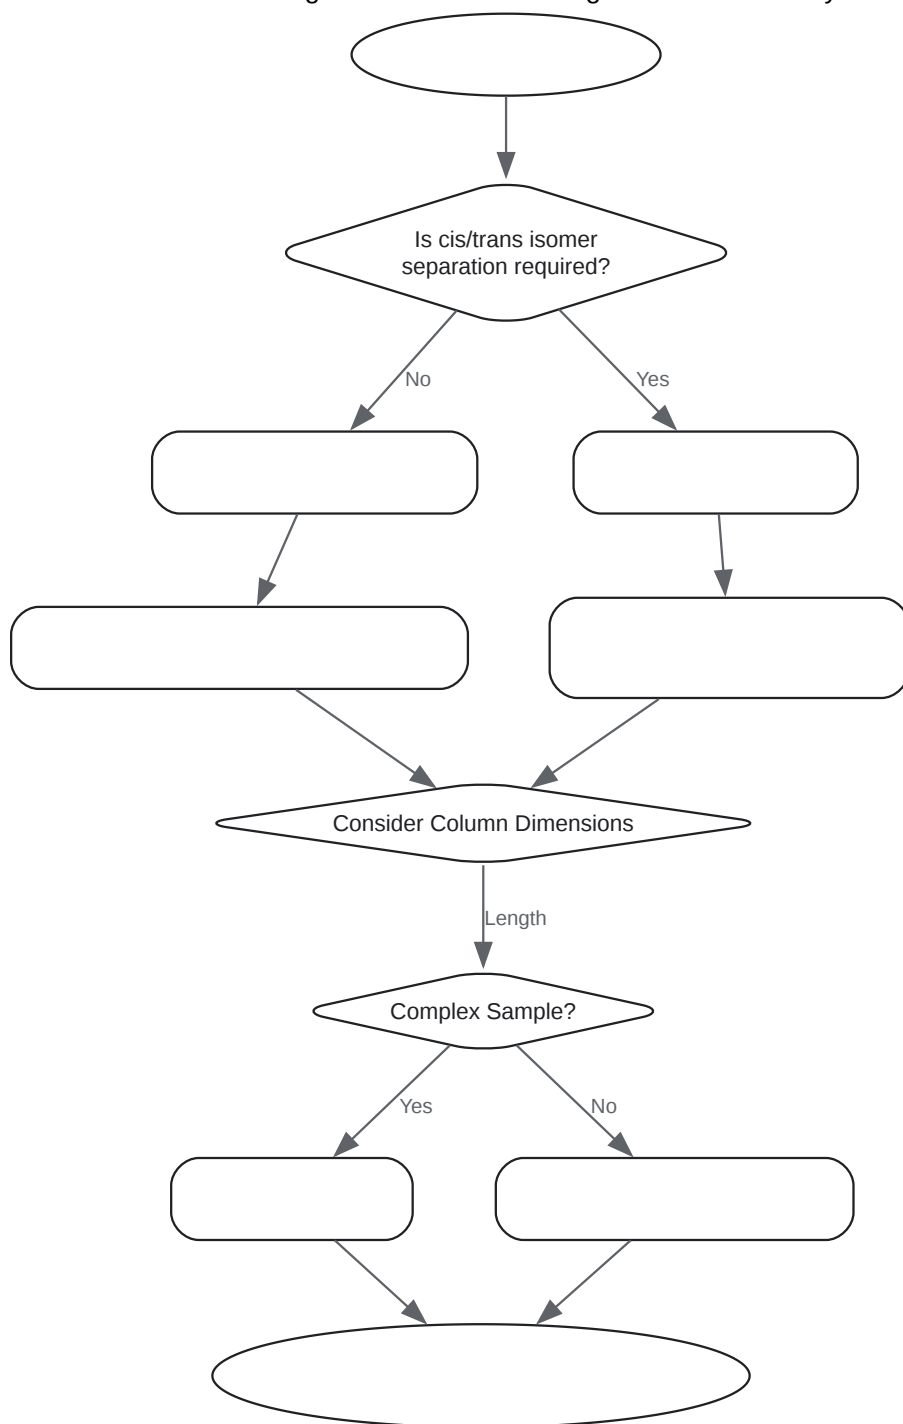 Is cis/trans isomer
separation required?
No
Yes
Consider Column Dimensions
Length
Complex Sample?
Yes
No